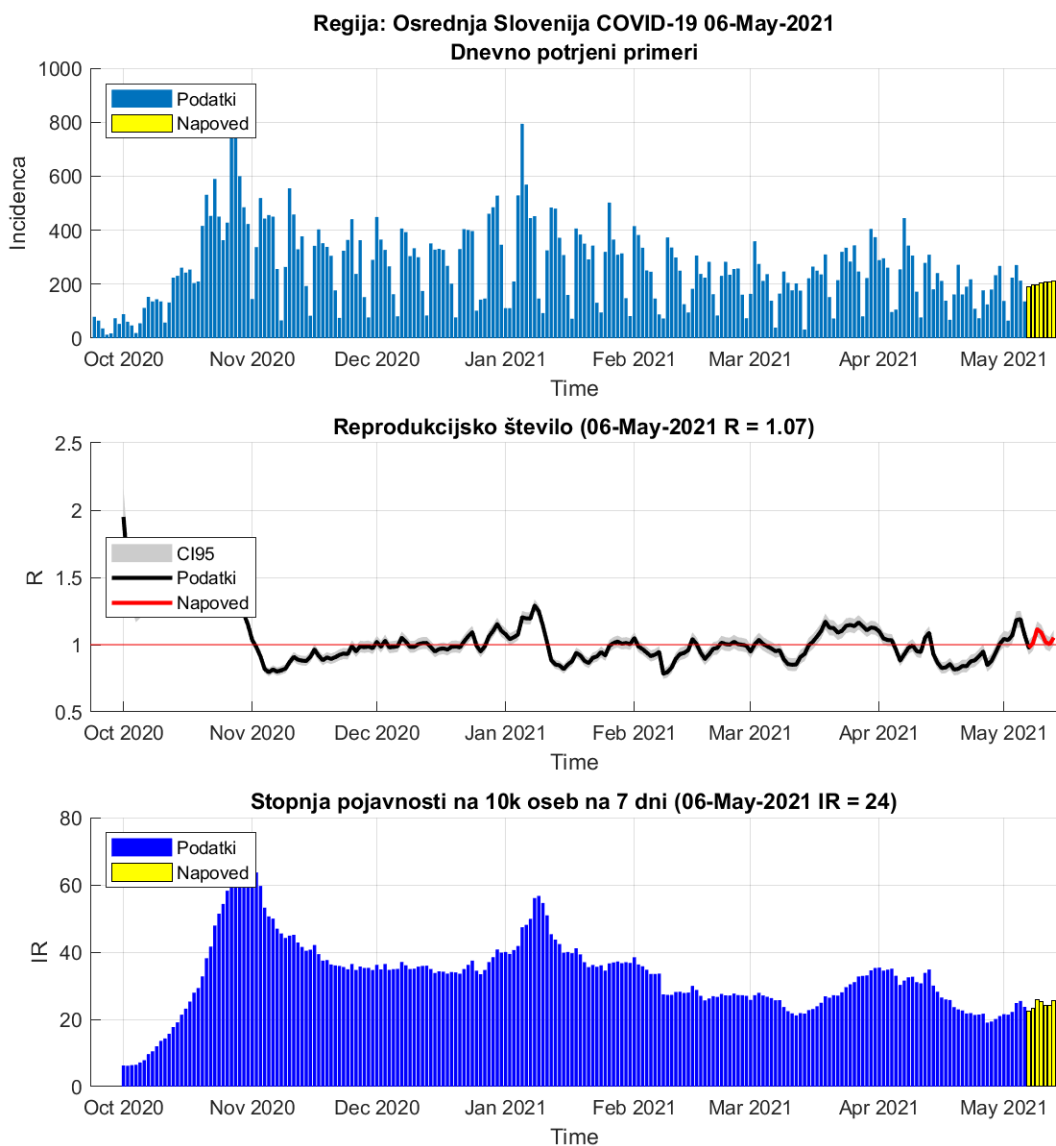 Regija: Osrednja Slovenija COVID-19 06-May-2021
Dnevno potrjeni primeri
1000
800
600
400
200
0
Incidenca
Podatki
Napoved
Oct 2020 Nov 2020 Dec 2020 Jan 2021 Feb 2021 Mar 2021 Apr 2021 May 2021
Time
Reprodukcijsko število (06-May-2021 R = 1.07)
2.5
2
1.5
1
0.5
R
CI95
Podatki
Napoved
Oct 2020 Nov 2020 Dec 2020 Jan 2021 Feb 2021 Mar 2021 Apr 2021 May 2021
Time
Stopnja pojavnosti na 10k oseb na 7 dni (06-May-2021 IR = 24)
80
60
40
20
0
IR
Podatki
Napoved
Oct 2020 Nov 2020 Dec 2020 Jan 2021 Feb 2021 Mar 2021 Apr 2021 May 2021
Time